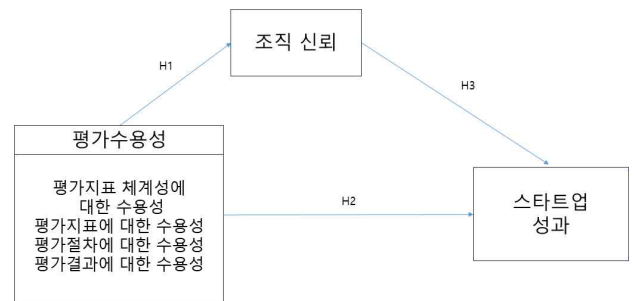 조직 신뢰
H1
H3
평가수용성
평가지표 체계성에
대한 수용성
평가지표에 대한 수용성
평가절차에 대한 수용성
평가결과에 대한 수용성
H2
스타트업
성과